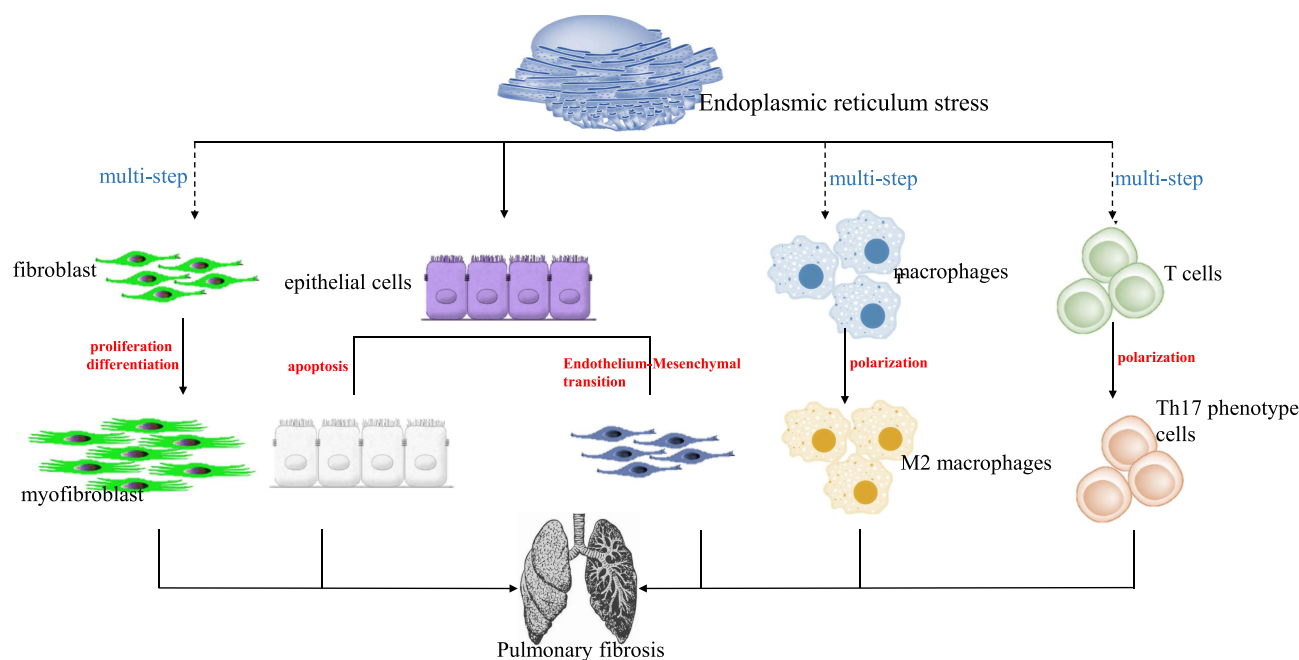 Endoplasmic reticulum stress
multi-step
multi-step
multi-step
fibroblast
epithelial cells
macrophages
T cells
proliferation
differentiation
apoptosis
Endothelium-Mesenchymal
transition
polarization
polarization
myofibroblast
M2 macrophages
Th17 phenotype
cells
Pulmonary fibrosis